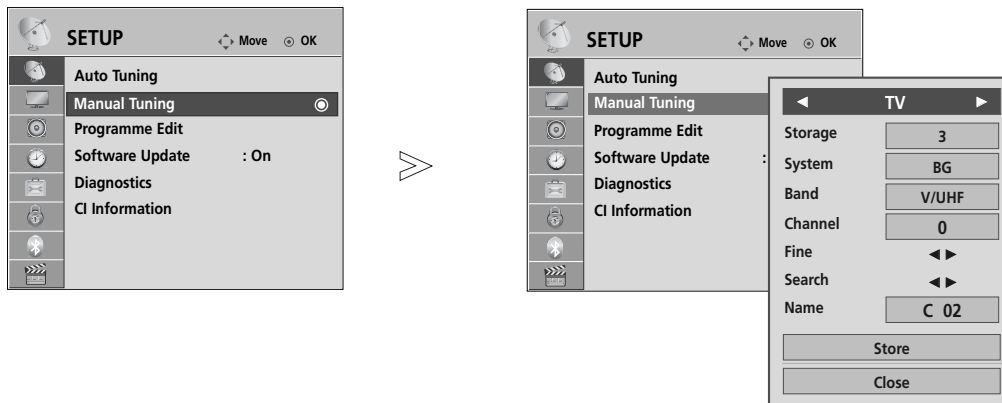 SETUP Move OK
Auto Tuning
Manual Tuning
Programme Edit
Software Update : On
Diagnostics
CI Information
SETUP Move OK
Auto Tuning
Manual Tuning
Programme Edit
Software Update :
Diagnostics
CI Information
◄ TV ►
Storage 3
System BG
Band V/UHF
Channel 0
Fine ◄ ►
Search ◄ ►
Name C 02
Store
Close